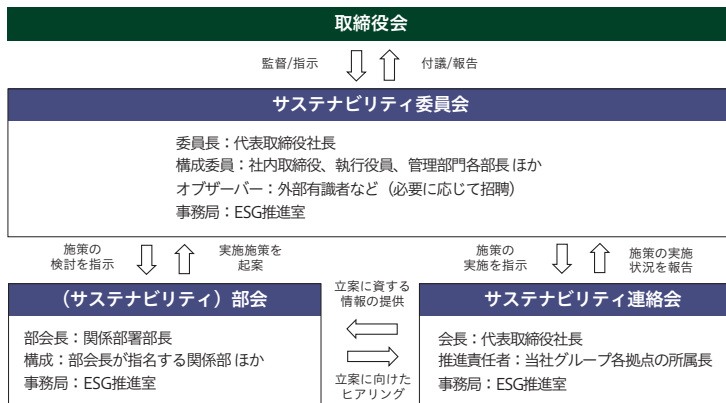 取締役会
監督/指示
付議/報告
サステナビリティ委員会
委員長：代表取締役社長
構成委員：社内取締役、執行役員、管理部門各部長 ほか
オブザーバー：外部有識者など（必要に応じて招聘）
事務局：ESG推進室
施策の
検討を指示
実施施策を
起案
施策の
実施を指示
施策の実施
状況を報告
（サステナビリティ）部会
部会長：関係部署部長
構成：部会長が指名する関係部 ほか
事務局：ESG推進室
立案に資する
情報の提供
立案に向けた
ヒアリング
サステナビリティ連絡会
会長：代表取締役社長
推進責任者：当社グループ各拠点の所属長
事務局：ESG推進室